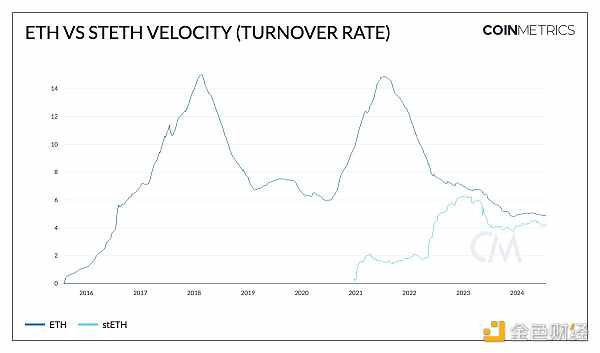 ETH VS STETH VELOCITY (TURNOVER RATE)
COINMETRICS
14
12
10
8
6
4
2
0
CM
2016
2017
2018
2019
2020
2021
2022
2023
2024
ETH
stETH
金色财经